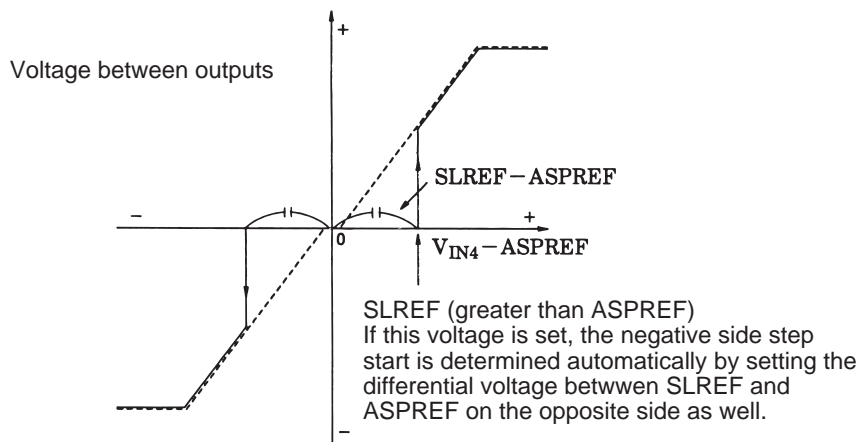 +
Voltage between outputs
SLREF−ASPREF
−
+
0
V_IN4−ASPREF
SLREF (greater than ASPREF)
If this voltage is set, the negative side step
start is determined automatically by setting the
differential voltage betwwen SLREF and
ASPREF on the opposite side as well.
−